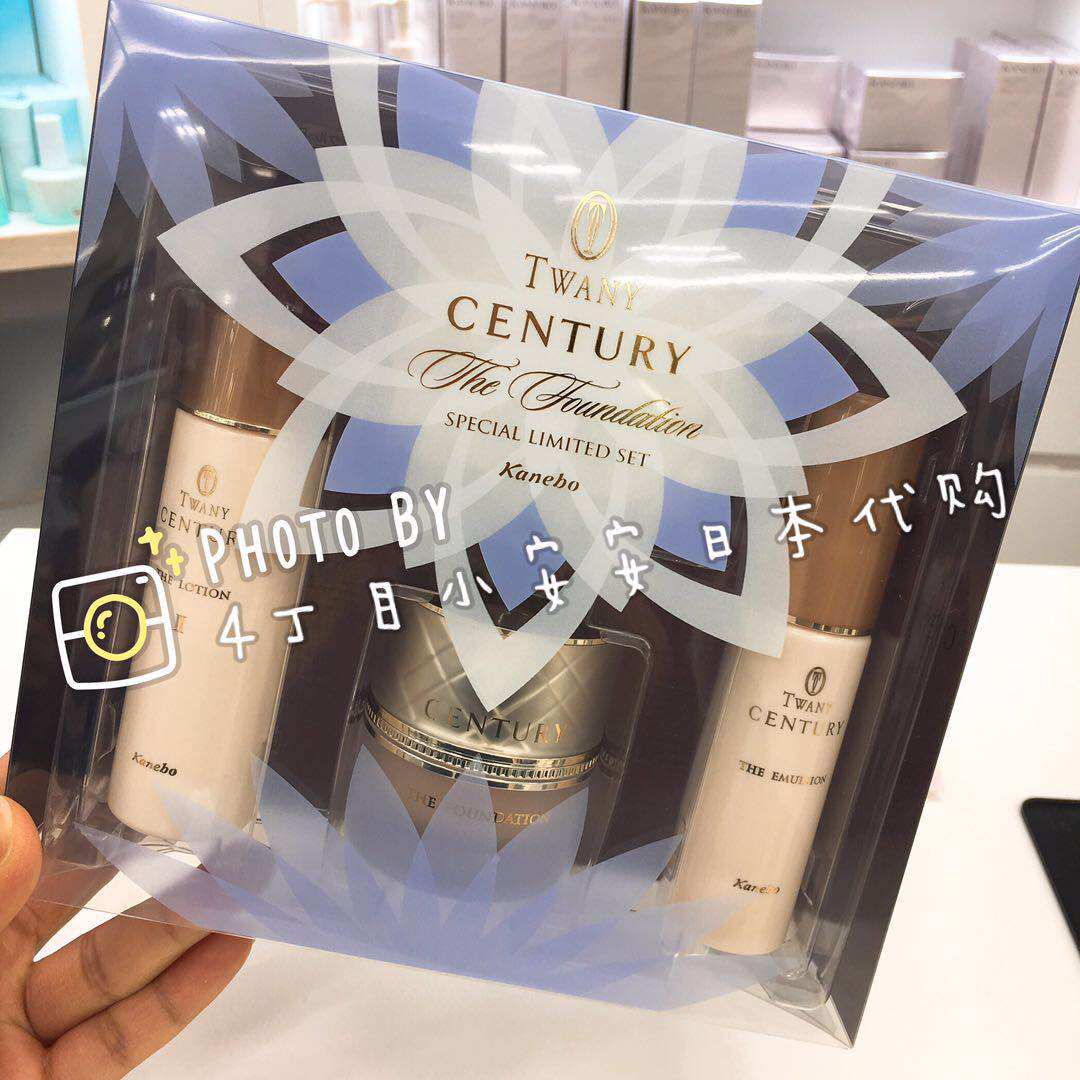 TWANY
CENTURY
The Foundation
SPECIAL LIMITED SET
Kanebo
PHOTO BY
4丁目小安安日本代购
TWANY
CENTURY
THE LOTION
II
Kanebo
CENTURY
THE FOUNDATION
TWANY
CENTURY
THE EMULSION
Kanebo